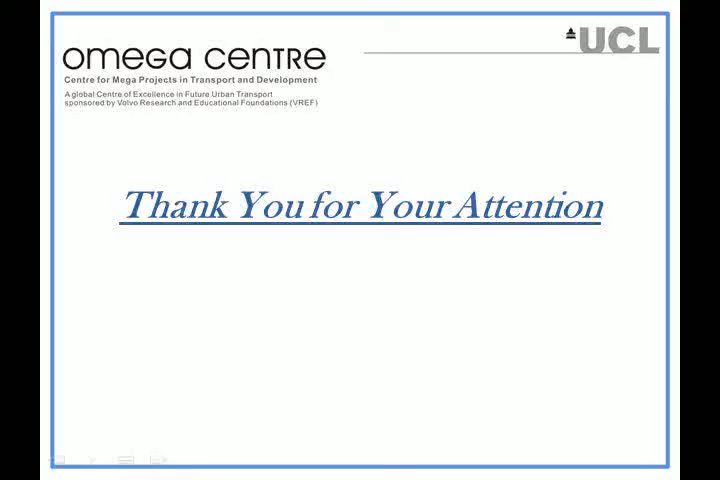 omega centre
Centre for Mega Projects in Transport and Development
A global Centre of Excellence in Future Urban Transport
sponsored by Volvo Research and Educational Foundations (VREF)
UCL
Thank You for Your Attention